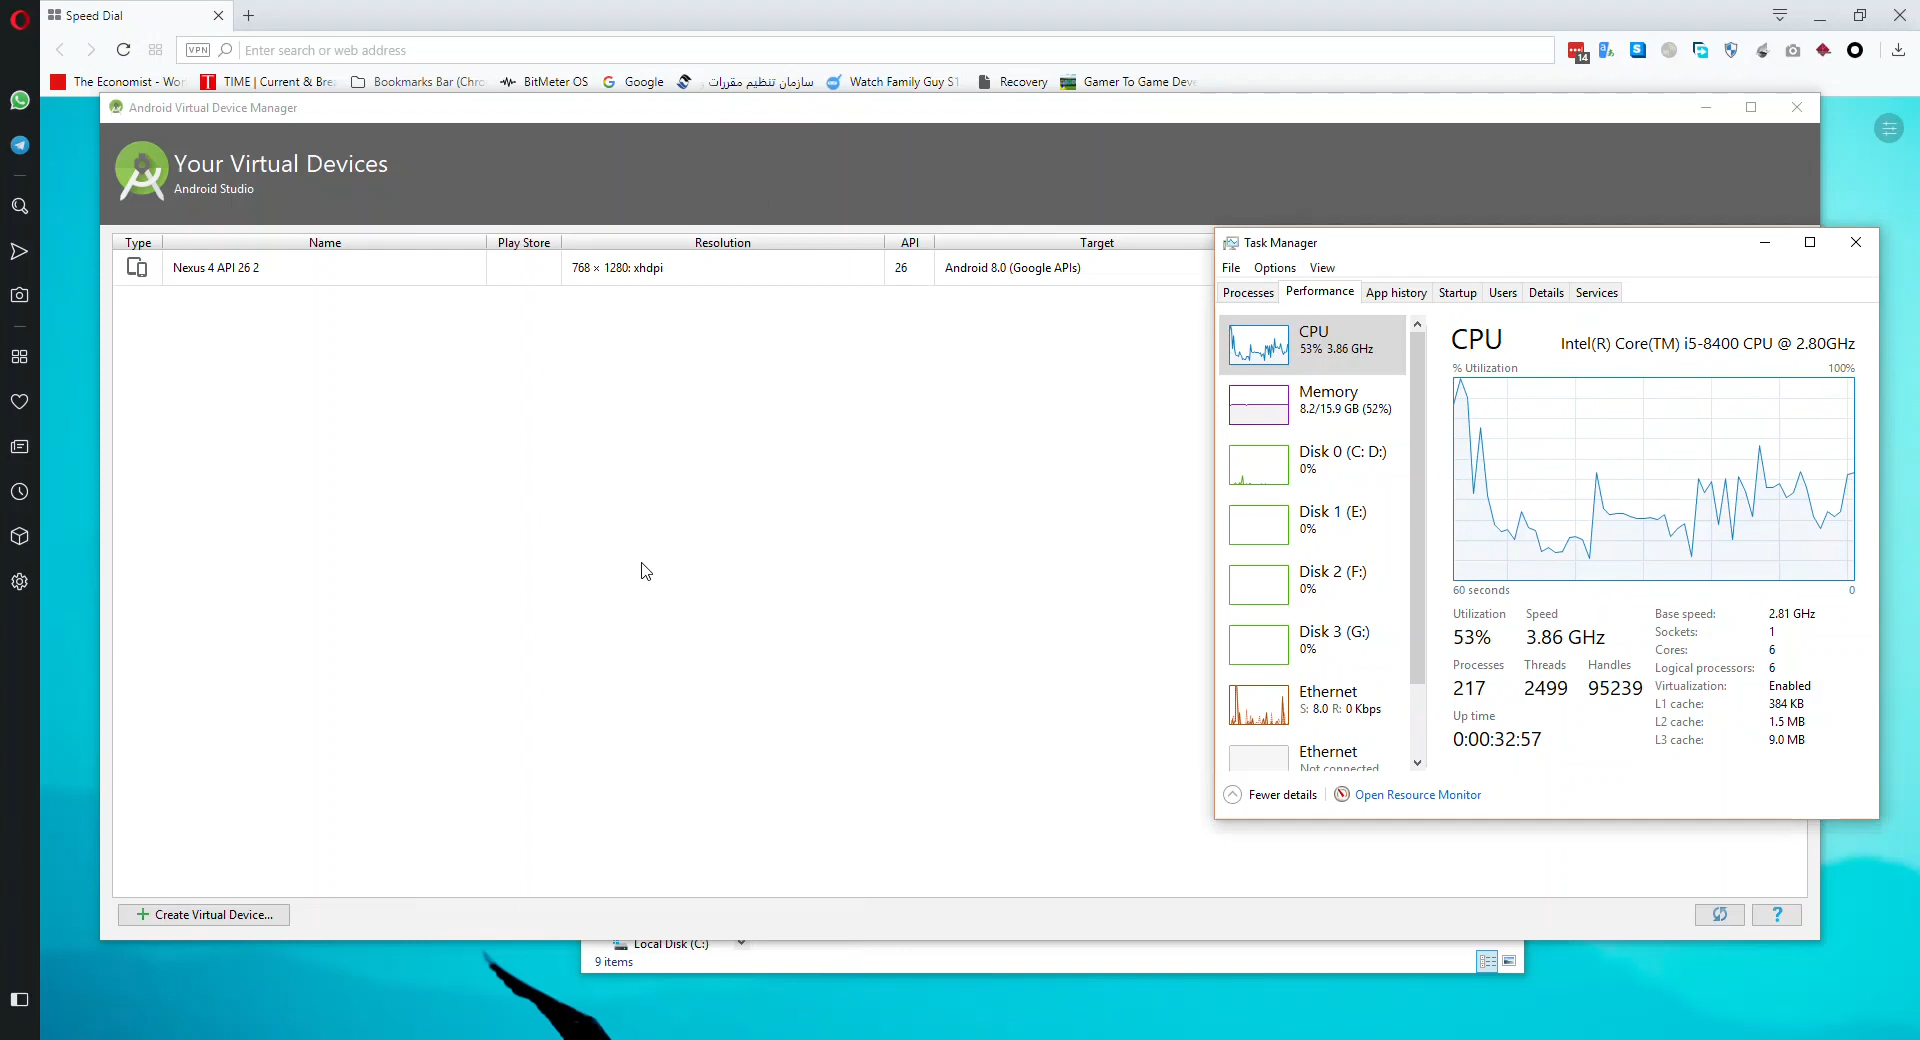 Speed Dial
VPN
Enter search or web address
14
The Economist - Wor
TIME | Current & Bre
Bookmarks Bar (Chro
BitMeter OS
Google
سازمان تنظیم مقررات
Watch Family Guy S1
Recovery
Gamer To Game Deve
Android Virtual Device Manager
Your Virtual Devices
Android Studio
Type Name Play Store Resolution API Target
Nexus 4 API 26 2 768 × 1280: xhdpi 26 Android 8.0 (Google APIs)
Create Virtual Device...
?
Local Disk (C:)
9 items
Task Manager
File Options View
Processes Performance App history Startup Users Details Services
CPU
53% 3.86 GHz
Memory
8.2/15.9 GB (52%)
Disk 0 (C: D:)
0%
Disk 1 (E:)
0%
Disk 2 (F:)
0%
Disk 3 (G:)
0%
Ethernet
S: 8.0 R: 0 Kbps
Ethernet
Not connected
CPU Intel(R) Core(TM) i5-8400 CPU @ 2.80GHz
% Utilization 100%
60 seconds 0
Utilization Speed
53% 3.86 GHz
Processes Threads Handles
217 2499 95239
Up time
0:00:32:57
Base speed: 2.81 GHz
Sockets: 1
Cores: 6
Logical processors: 6
Virtualization: Enabled
L1 cache: 384 KB
L2 cache: 1.5 MB
L3 cache: 9.0 MB
Fewer details
Open Resource Monitor